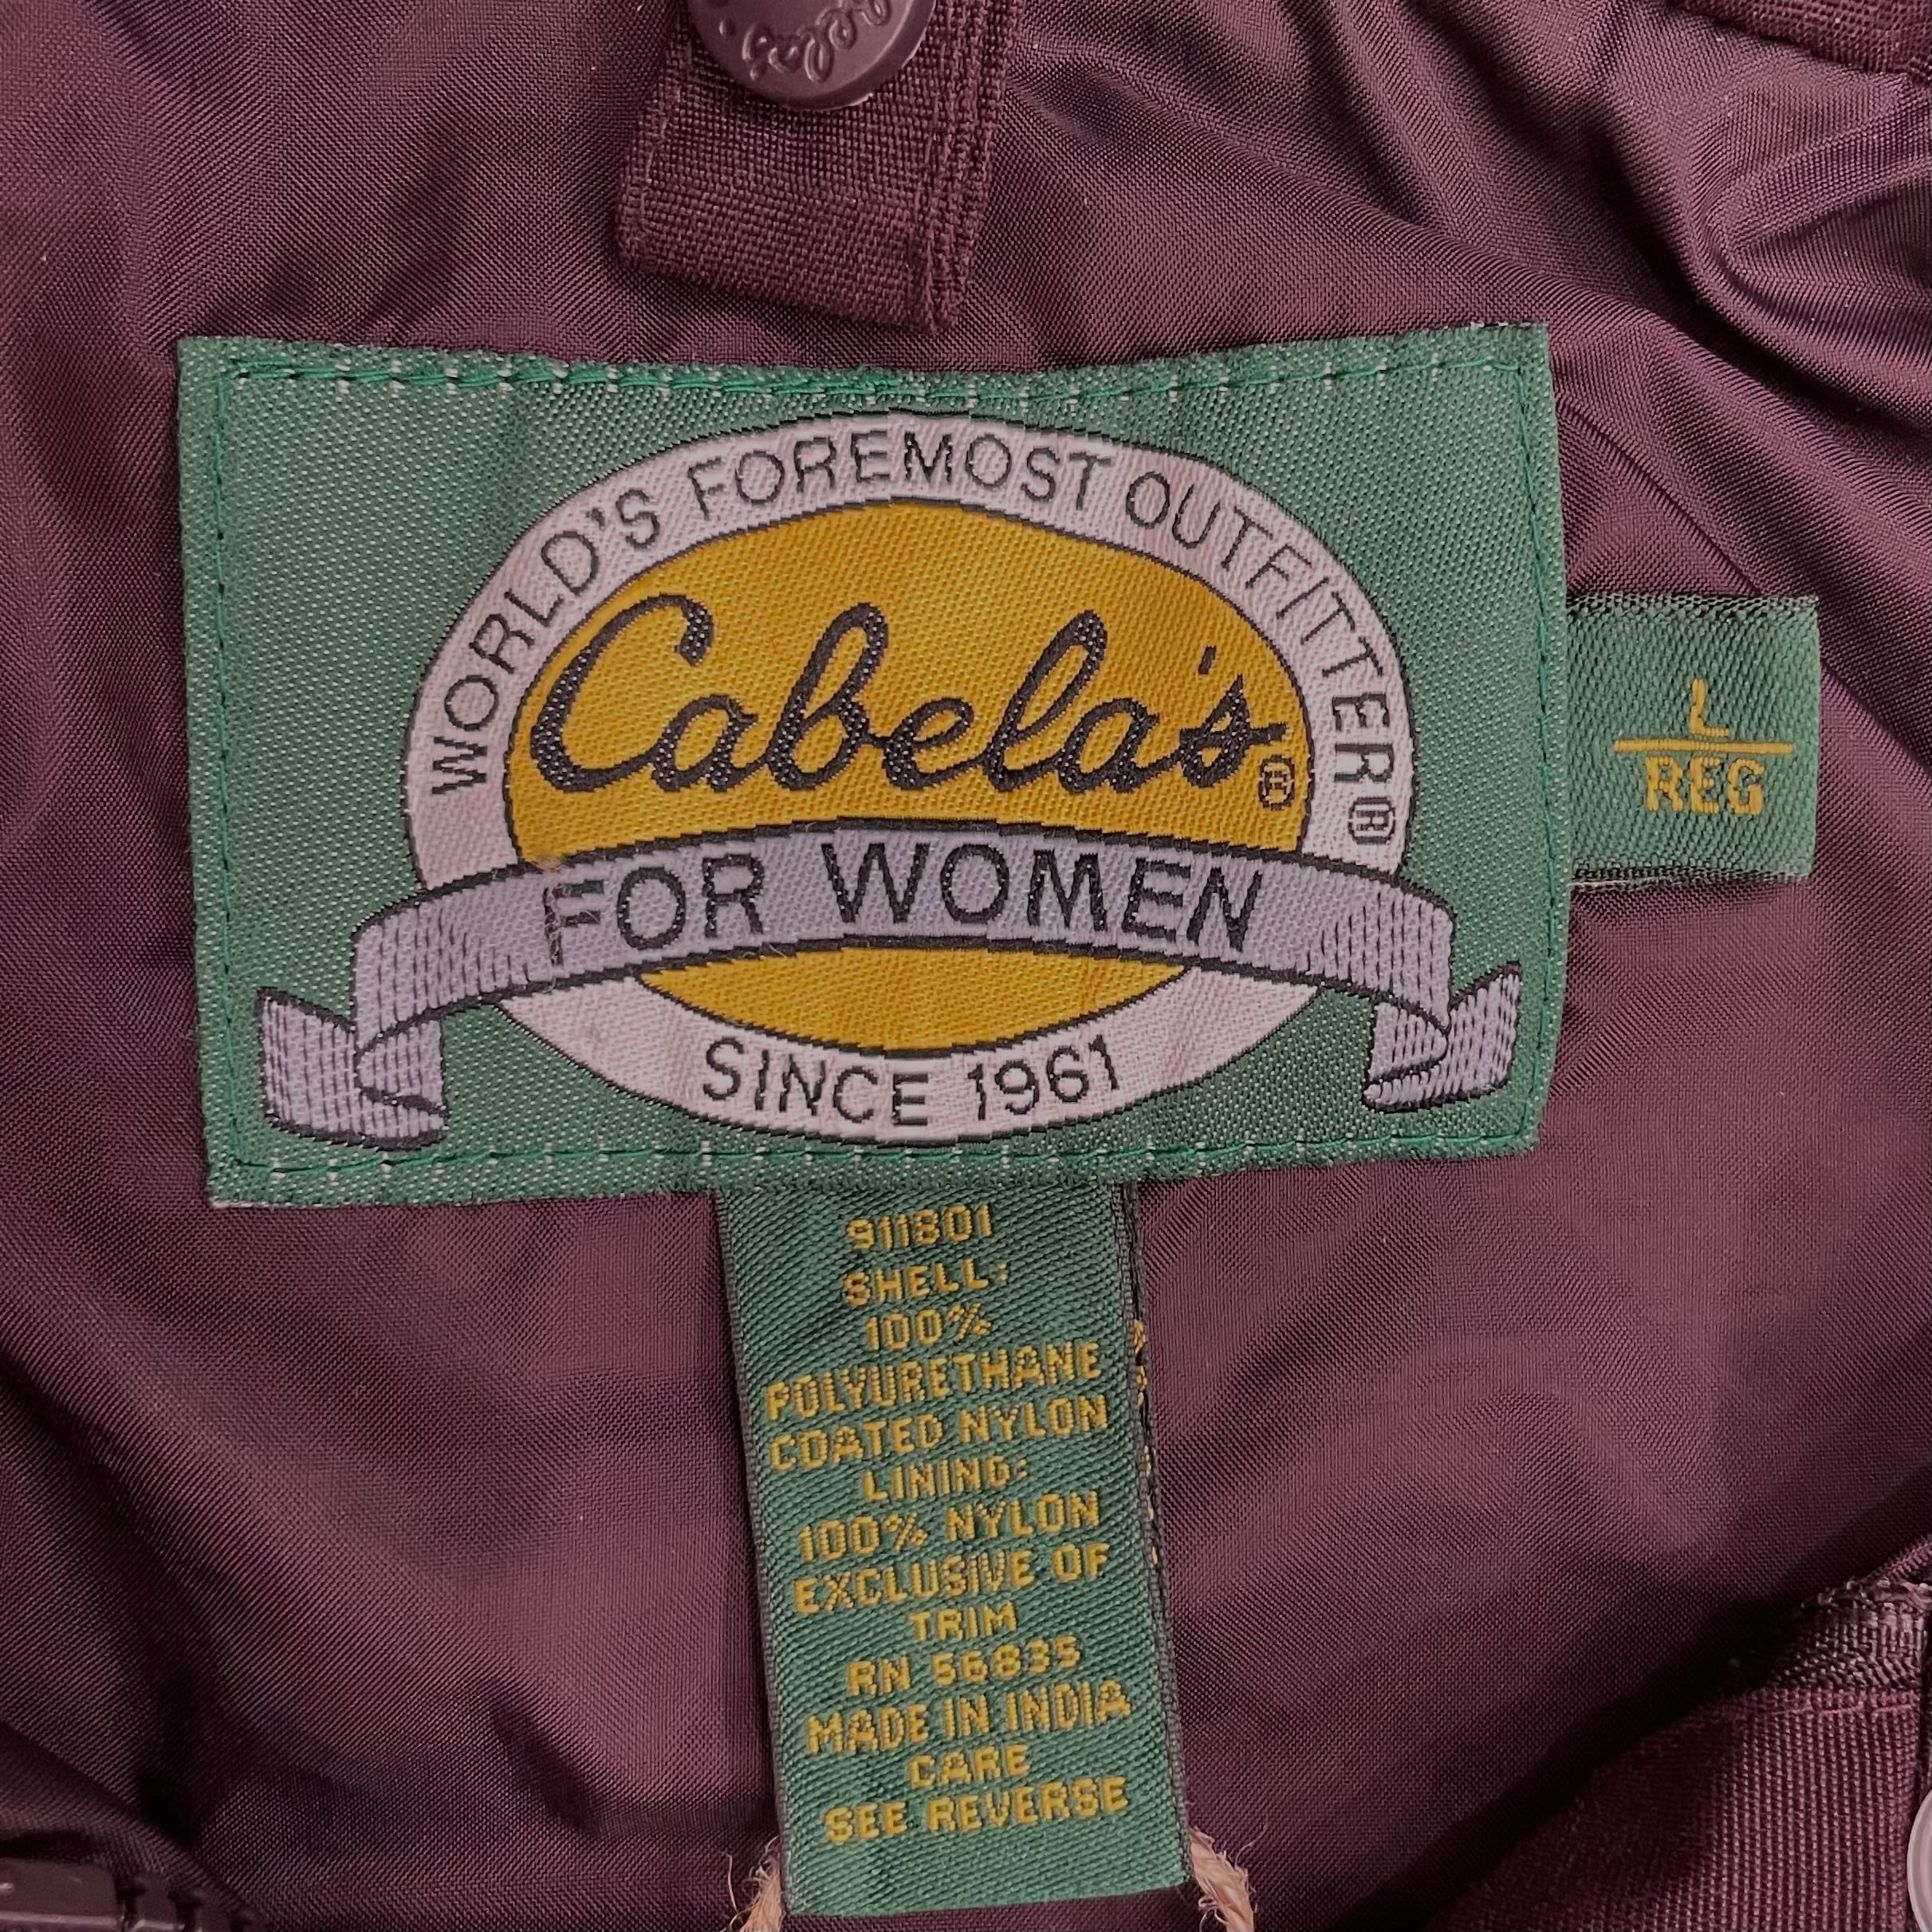 bela's.
WORLD'S FOREMOST OUTFITTER®
Cabela's®
FOR WOMEN
SINCE 1961
L
REG
911801
SHELL:
100%
POLYURETHANE
COATED NYLON
LINING:
100% NYLON
EXCLUSIVE OF
TRIM
RN 56835
MADE IN INDIA
CARE
SEE REVERSE